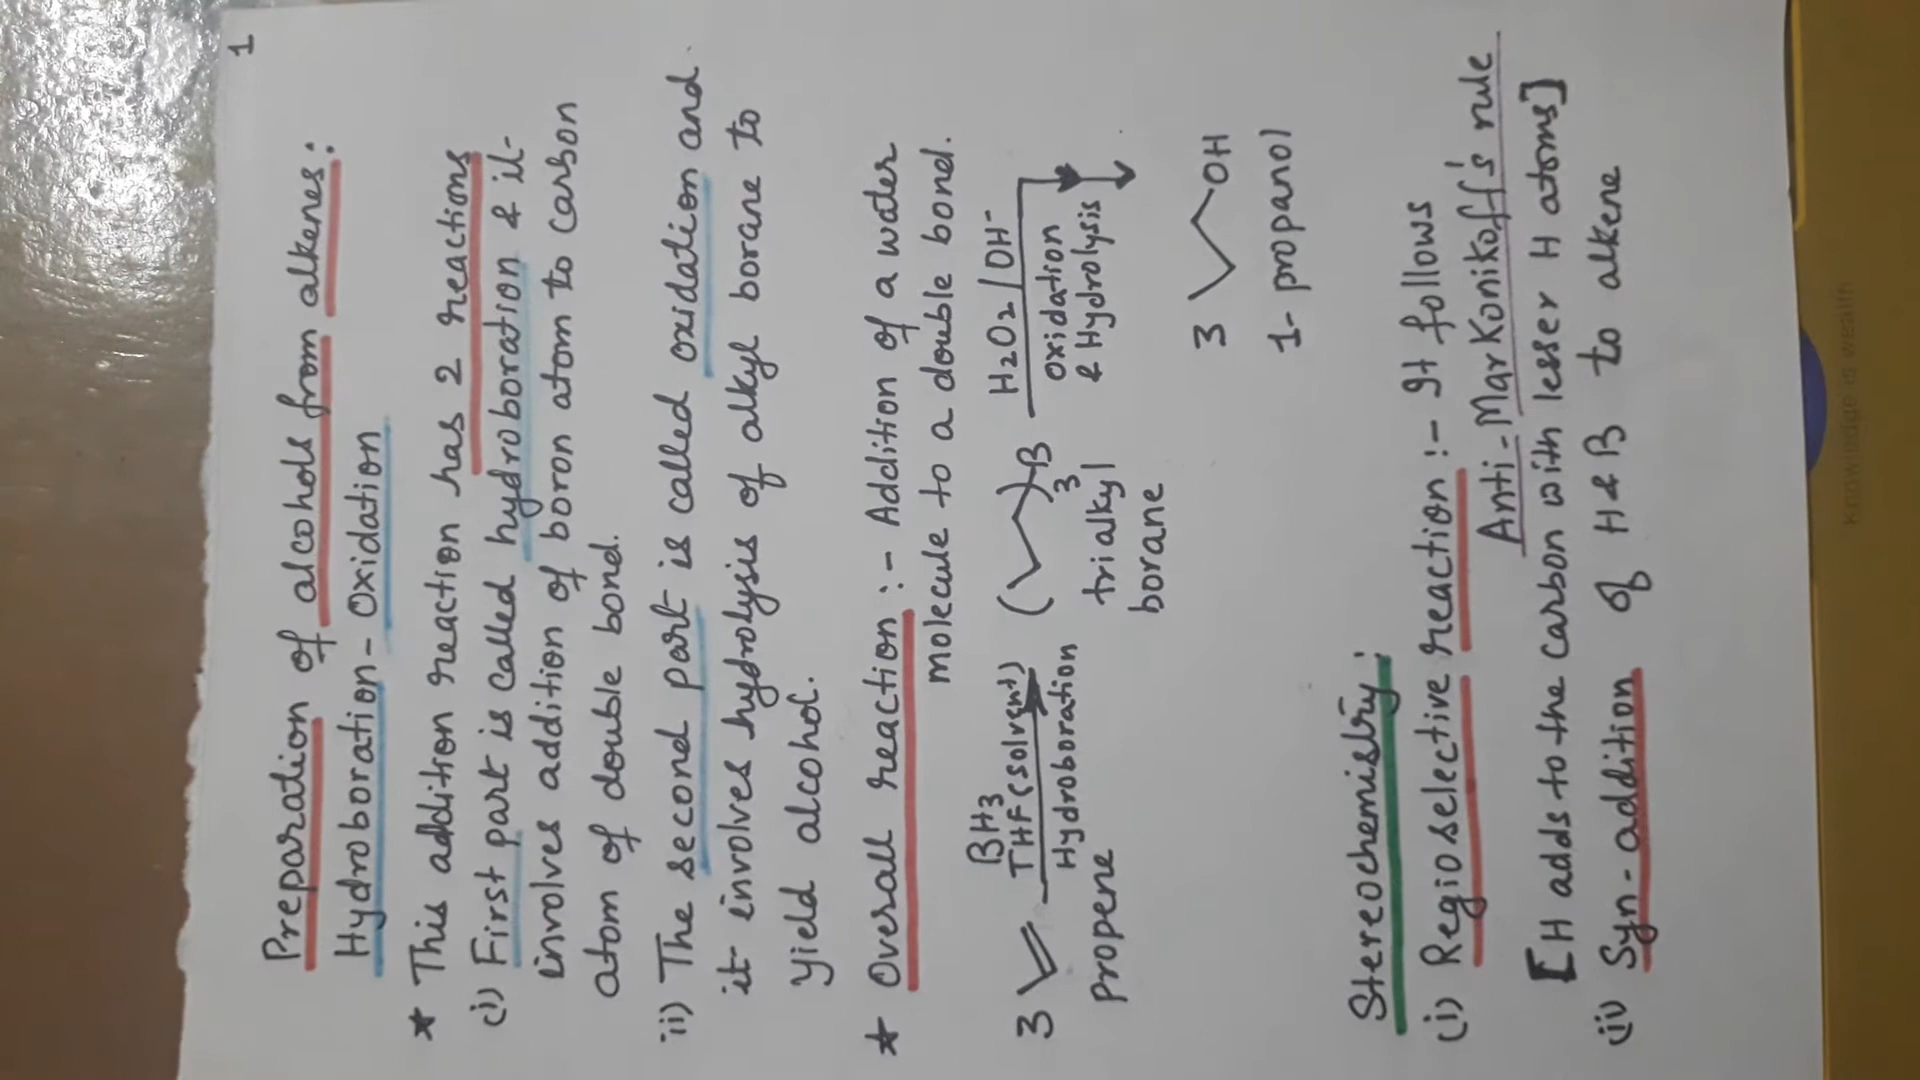 1
Preparation of alcohols from alkenes:
Hydroboration-Oxidation
* This addition reaction has 2 reactions
(i) First part is called hydroboration & it
involves addition of boron atom to carbon
atom of double bond.
ii) The second part is called oxidation and
it involves hydrolysis of alkyl borane to
yield alcohol.
* Overall reaction :- Addition of a water
molecule to a double bond.
BH3
THF (solvent)
H2O2/OH-
3
( )3B
Hydroboration
oxidation
& Hydrolysis
propene
trialkyl
borane
3 OH
1-propanol
Stereochemistry:
(i) Regioselective reaction :- It follows
Anti-Markonikoff's rule
[H adds to the carbon with lesser H atoms]
(ii) Syn-addition of H & B to alkene
knowledge is wealth